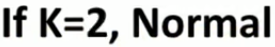 If K=2, Normal